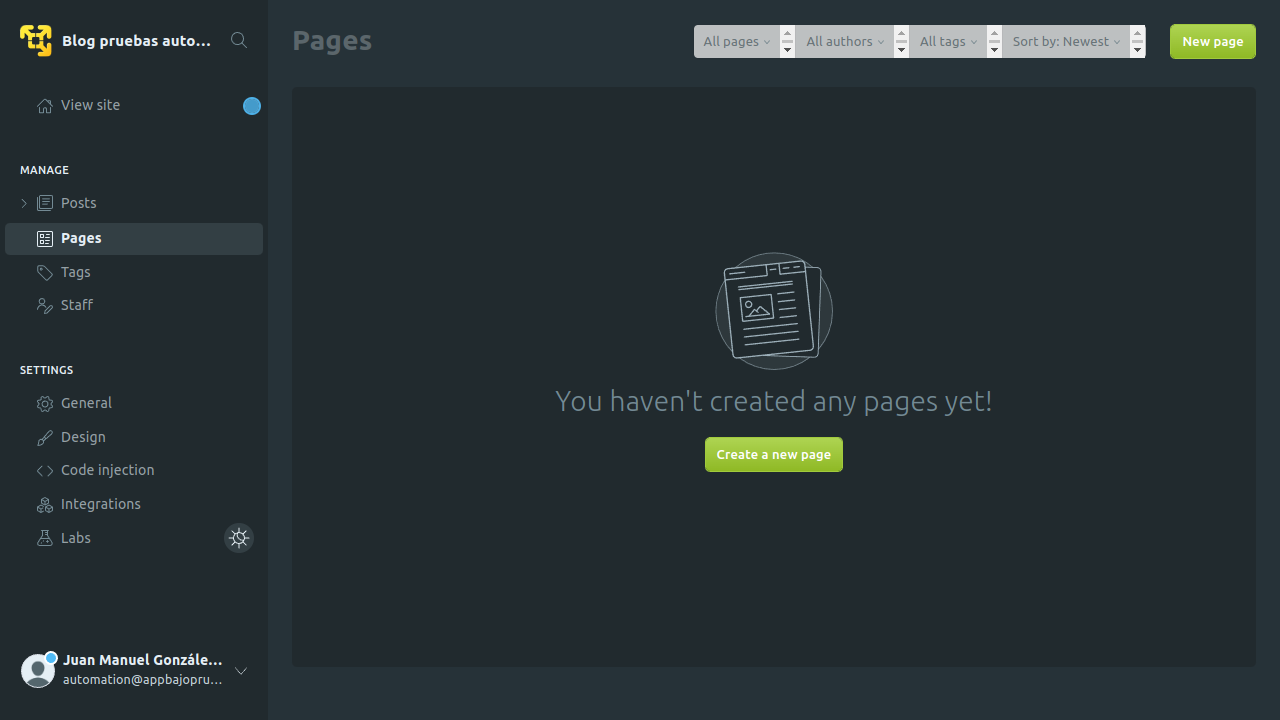 Blog pruebas auto...
View site
MANAGE
Posts
Pages
Tags
Staff
SETTINGS
General
Design
Code injection
Integrations
Labs
Juan Manuel Gonzále...
automation@appbajopru...
Pages
All pages
All authors
All tags
Sort by: Newest
New page
You haven't created any pages yet!
Create a new page